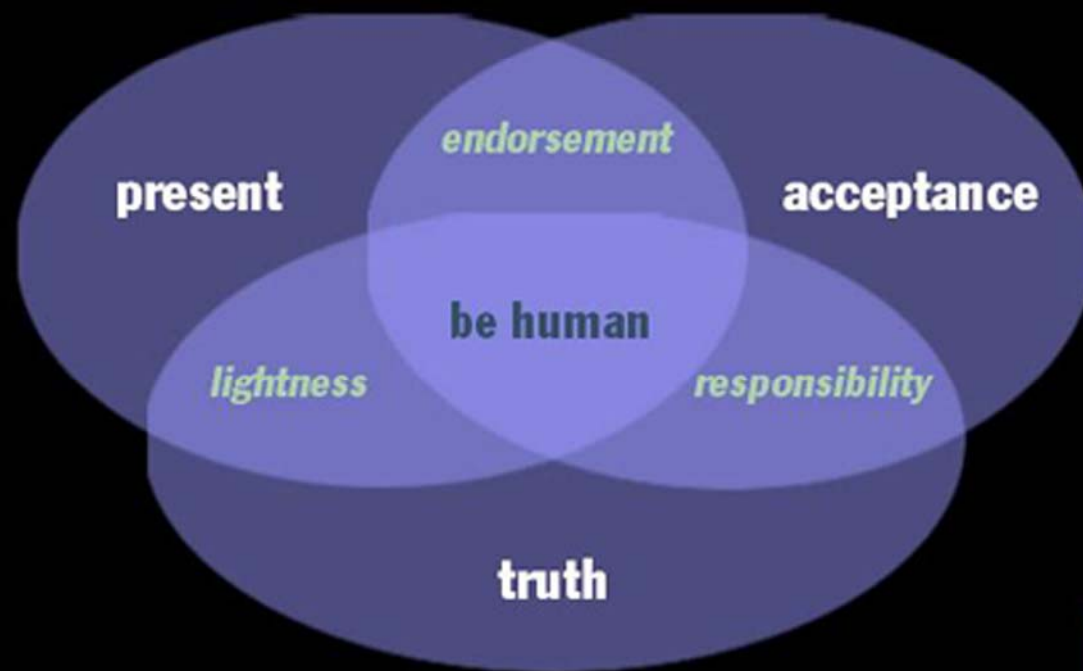 endorsement
present
acceptance
be human
lightness
responsibility
truth